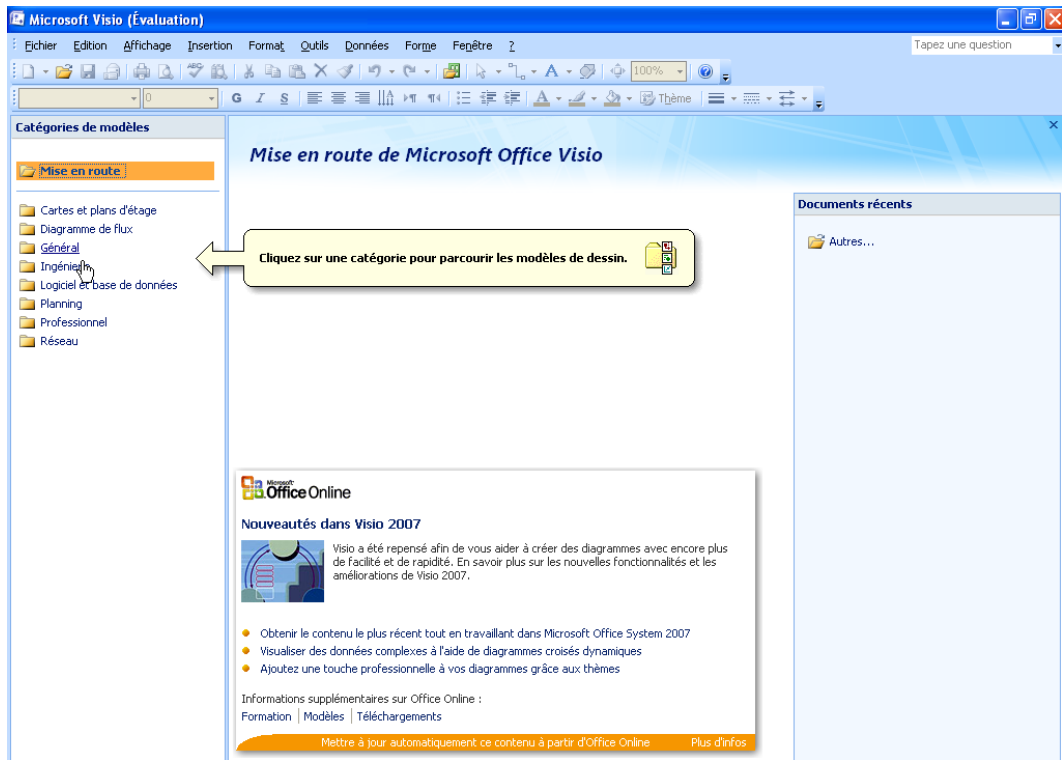 Microsoft Visio (Évaluation)
Fichier Edition Affichage Insertion Format Outils Données Forme Fenêtre ?
Tapez une question
100%
0
G I S
A
Thème
Catégories de modèles
Mise en route
Cartes et plans d'étage
Diagramme de flux
Général
Ingénierie
Logiciel et base de données
Planning
Professionnel
Réseau
Mise en route de Microsoft Office Visio
Cliquez sur une catégorie pour parcourir les modèles de dessin.
Documents récents
Autres...
Microsoft
Office Online
Nouveautés dans Visio 2007
Visio a été repensé afin de vous aider à créer des diagrammes avec encore plus
de facilité et de rapidité. En savoir plus sur les nouvelles fonctionnalités et les
améliorations de Visio 2007.
Obtenir le contenu le plus récent tout en travaillant dans Microsoft Office System 2007
Visualiser des données complexes à l'aide de diagrammes croisés dynamiques
Ajoutez une touche professionnelle à vos diagrammes grâce aux thèmes
Informations supplémentaires sur Office Online :
Formation | Modèles | Téléchargements
Mettre à jour automatiquement ce contenu à partir d'Office Online Plus d'infos